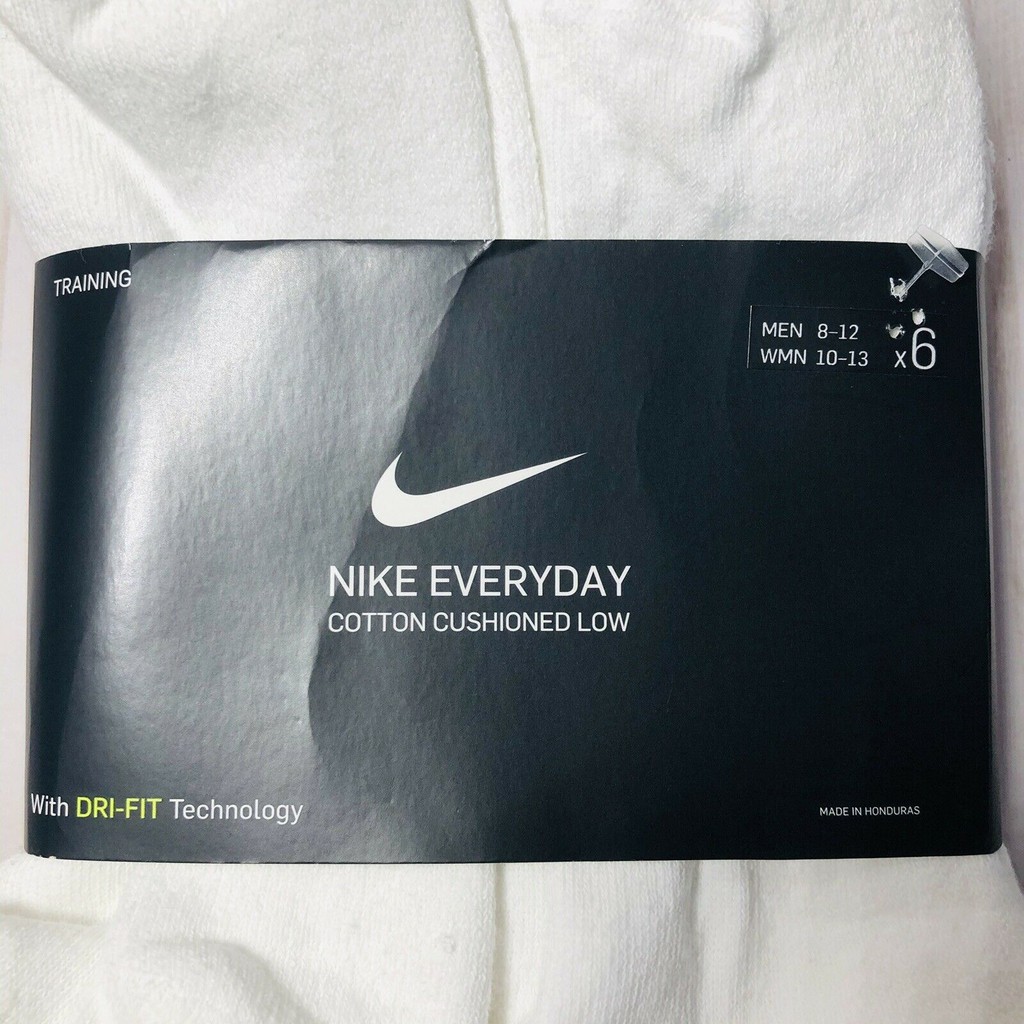 TRAINING
MEN 8-12
WMN 10-13 x6
NIKE EVERYDAY
COTTON CUSHIONED LOW
With DRI-FIT Technology
MADE IN HONDURAS